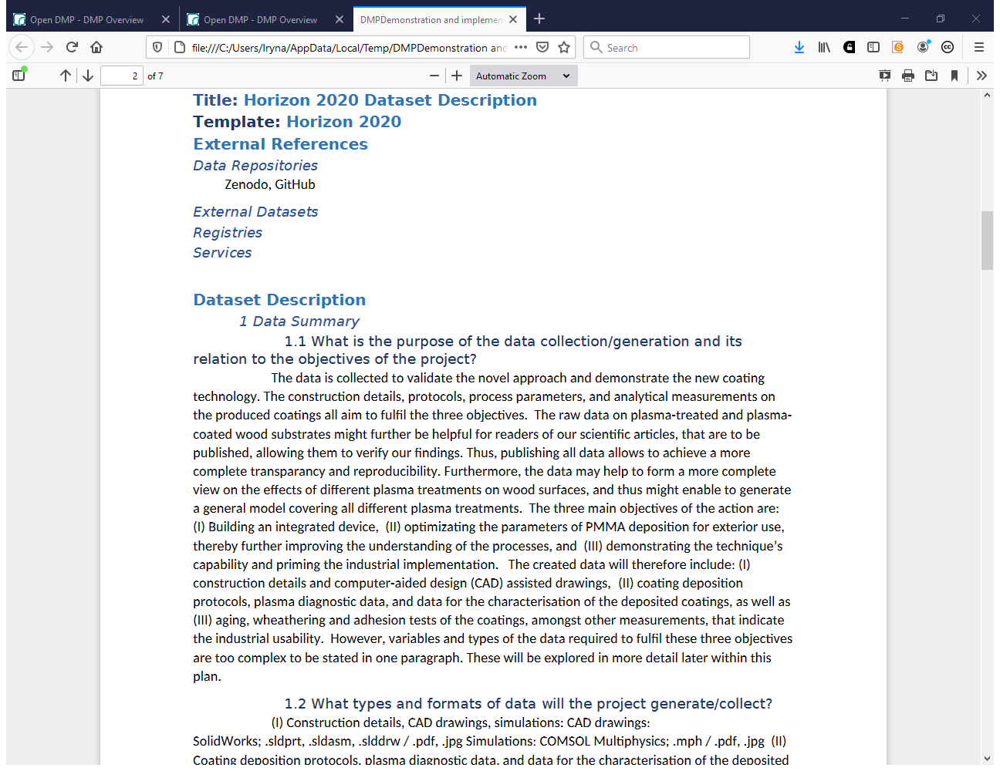 Open DMP - DMP Overview
Open DMP - DMP Overview
DMPDemonstration and implemen
file:///C:/Users/Iryna/AppData/Local/Temp/DMPDemonstration and
Search
2 of 7
Automatic Zoom
Title: Horizon 2020 Dataset Description
Template: Horizon 2020
External References
Data Repositories
Zenodo, GitHub
External Datasets
Registries
Services
Dataset Description
1 Data Summary
1.1 What is the purpose of the data collection/generation and its
relation to the objectives of the project?
The data is collected to validate the novel approach and demonstrate the new coating
technology. The construction details, protocols, process parameters, and analytical measurements on
the produced coatings all aim to fulfil the three objectives.  The raw data on plasma-treated and plasma-
coated wood substrates might further be helpful for readers of our scientific articles, that are to be
published, allowing them to verify our findings. Thus, publishing all data allows to achieve a more
complete transparancy and reproducibility. Furthermore, the data may help to form a more complete
view on the effects of different plasma treatments on wood surfaces, and thus might enable to generate
a general model covering all different plasma treatments.  The three main objectives of the action are:
(I) Building an integrated device,  (II) optimizating the parameters of PMMA deposition for exterior use,
thereby further improving the understanding of the processes, and  (III) demonstrating the technique’s
capability and priming the industrial implementation.   The created data will therefore include: (I)
construction details and computer-aided design (CAD) assisted drawings,  (II) coating deposition
protocols, plasma diagnostic data, and data for the characterisation of the deposited coatings, as well as
(III) aging, wheathering and adhesion tests of the coatings, amongst other measurements, that indicate
the industrial usability.  However, variables and types of the data required to fulfil these three objectives
are too complex to be stated in one paragraph. These will be explored in more detail later within this
plan.
1.2 What types and formats of data will the project generate/collect?
(I) Construction details, CAD drawings, simulations: CAD drawings:
SolidWorks; .sldprt, .sldasm, .slddrw / .pdf, .jpg Simulations: COMSOL Multiphysics; .mph / .pdf, .jpg  (II)
Coating deposition protocols, plasma diagnostic data, and data for the characterisation of the deposited